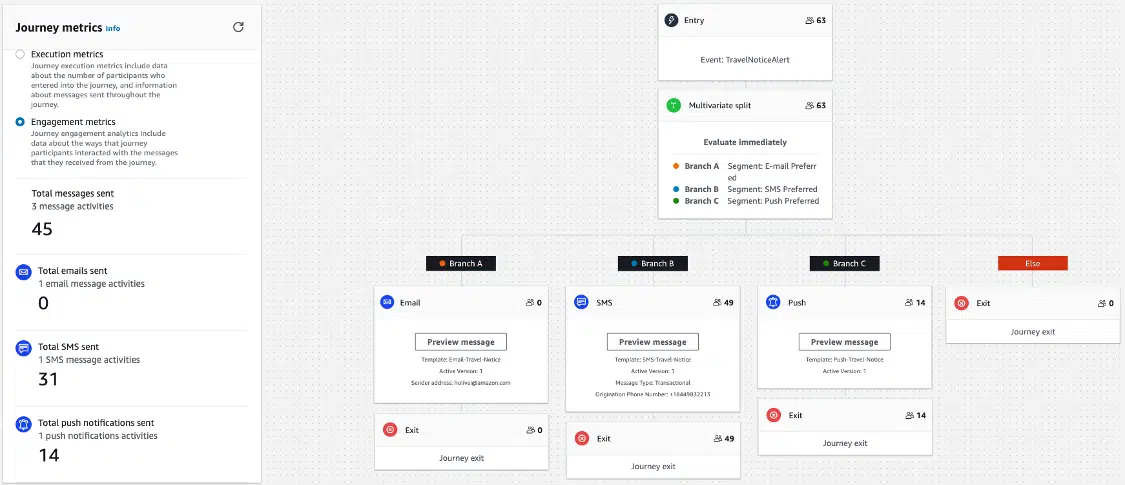 Journey metrics Info
Execution metrics
Journey execution metrics include data
about the number of participants who
entered into the journey, and information
about messages sent throughout the
journey.
Engagement metrics
Journey engagement analytics include
data about the ways that journey
participants interacted with the messages
that they received from the journey.
Total messages sent
3 message activities
45
Total emails sent
1 email message activities
0
Total SMS sent
1 SMS message activities
31
Total push notifications sent
1 push notifications activities
14
Entry 63
Event: TravelNoticeAlert
Multivariate split 63
Evaluate immediately
Branch A Segment: E-mail Preferr
ed
Branch B Segment: SMS Preferred
Branch C Segment: Push Preferred
Branch A
Branch B
Branch C
Else
Email 0
Preview message
Template: Email-Travel-Notice
Active Version: 1
Sender address: holivei@amazon.com
Exit 0
Journey exit
SMS 49
Preview message
Template: SMS-Travel-Notice
Active Version: 1
Message Type: Transactional
Origination Phone Number: +18449832213
Exit 49
Journey exit
Push 14
Preview message
Template: Push-Travel-Notice
Active Version: 1
Exit 14
Journey exit
Exit 0
Journey exit